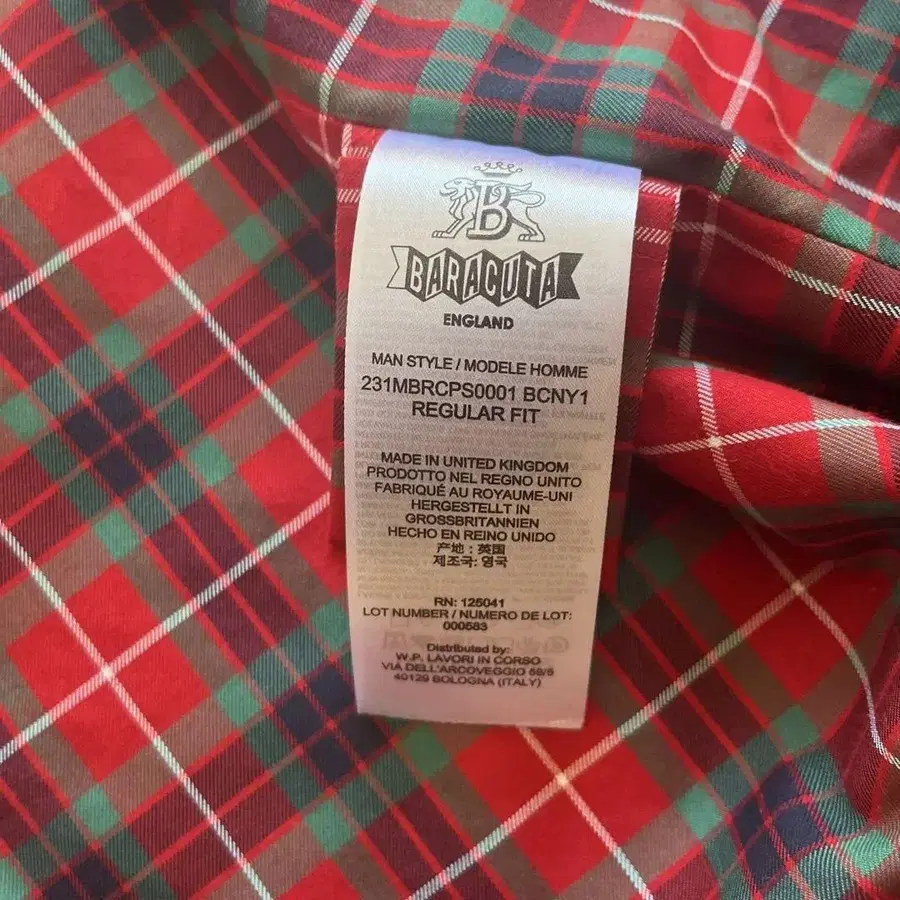 B
BARACUTA
ENGLAND
MAN STYLE / MODELE HOMME
231MBRCPS0001 BCNY1
REGULAR FIT
MADE IN UNITED KINGDOM
PRODOTTO NEL REGNO UNITO
FABRIQUÉ AU ROYAUME-UNI
HERGESTELLT IN
GROSSBRITANNIEN
HECHO EN REINO UNIDO
产地：英国
제조국: 영국
RN: 125041
LOT NUMBER / NUMERO DE LOT:
000583
Distributed by:
W.P. LAVORI IN CORSO
VIA DELL'ARCOVEGGIO 59/5
40129 BOLOGNA (ITALY)